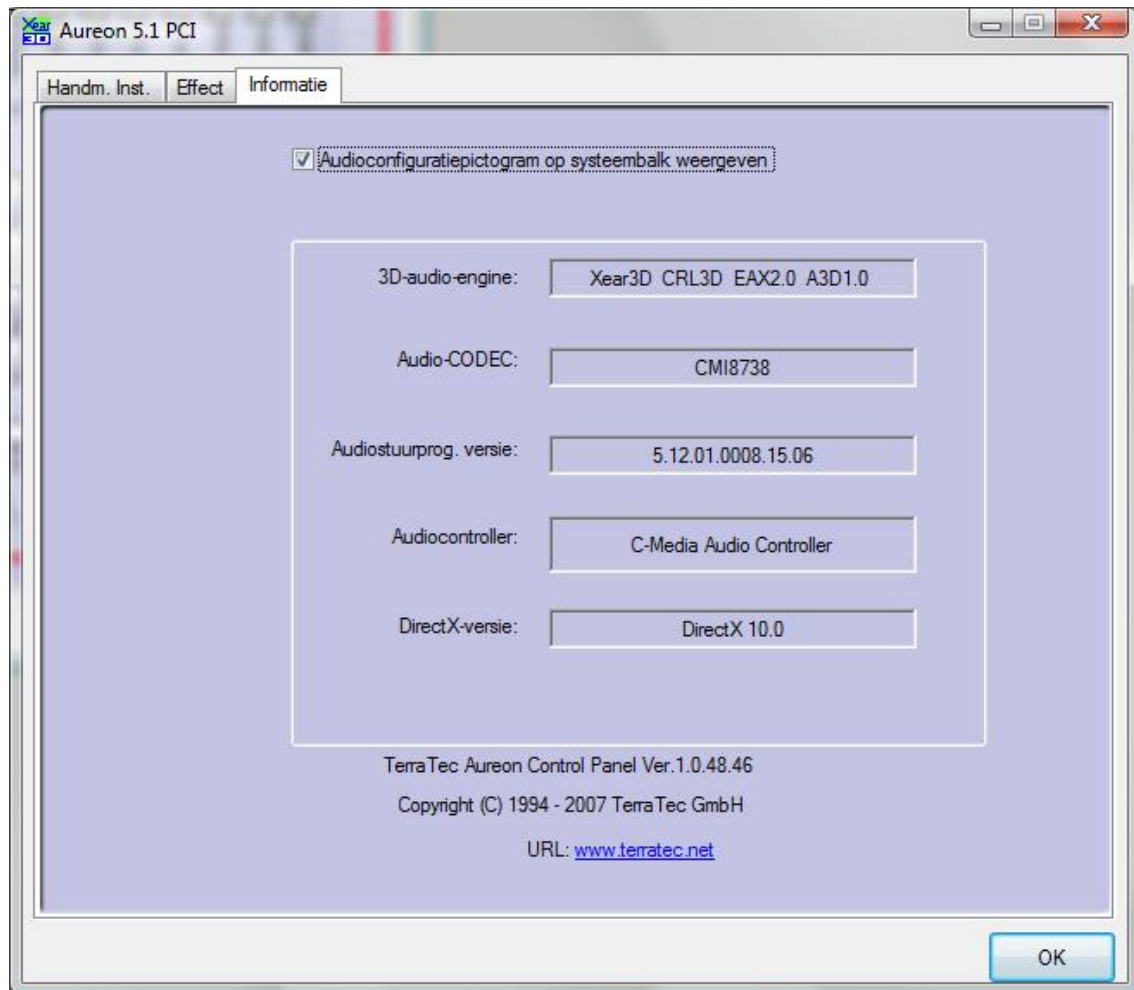 Xear 3D Aureon 5.1 PCI
Handm. Inst. Effect Informatie
Audioconfiguratiepictogram op systeembalk weergeven
3D-audio-engine: Xear3D CRL3D EAX2.0 A3D1.0
Audio-CODEC: CMI8738
Audiostuurprog. versie: 5.12.01.0008.15.06
Audiocontroller: C-Media Audio Controller
DirectX-versie: DirectX 10.0
TerraTec Aureon Control Panel Ver.1.0.48.46
Copyright (C) 1994 - 2007 TerraTec GmbH
URL: www.terratec.net
OK